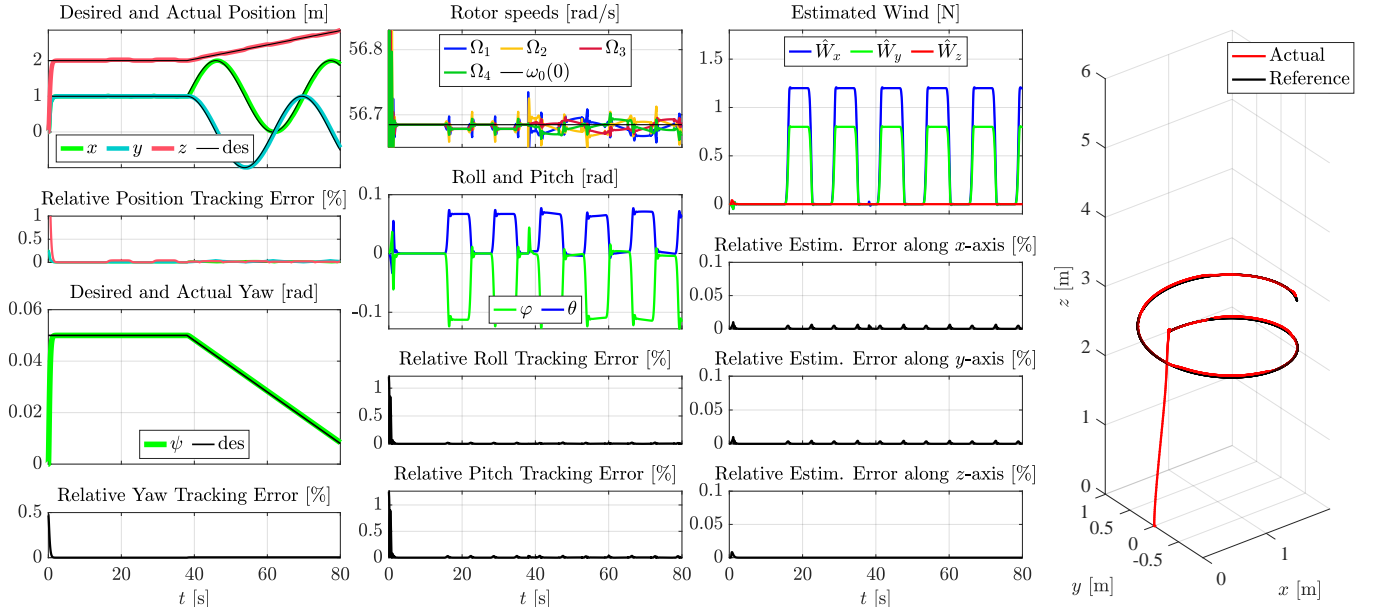 Desired and Actual Position [m]
2
1
0
x y z des
Relative Position Tracking Error [%]
1
0.5
0
Desired and Actual Yaw [rad]
0.06
0.04
0.02
0
ψ des
Relative Yaw Tracking Error [%]
0.5
0
0 20 40 60 80
t [s]
Rotor speeds [rad/s]
56.8
56.7
Ω1 Ω2 Ω3
Ω4 ω0(0)
Roll and Pitch [rad]
0.1
0
-0.1
φ θ
Relative Roll Tracking Error [%]
1
0.5
0
Relative Pitch Tracking Error [%]
1
0.5
0
0 20 40 60 80
t [s]
Estimated Wind [N]
1.5
1
0.5
0
Ŵx Ŵy Ŵz
0 20 40 60 80
Relative Estim. Error along x-axis [%]
0.1
0.05
0
Relative Estim. Error along y-axis [%]
0.1
0.05
0
Relative Estim. Error along z-axis [%]
0.1
0.05
0
0 20 40 60 80
t [s]
Actual
Reference
6
5
4
3
2
1
0
z [m]
1
0.5
0
-0.5
y [m]
0
1
x [m]